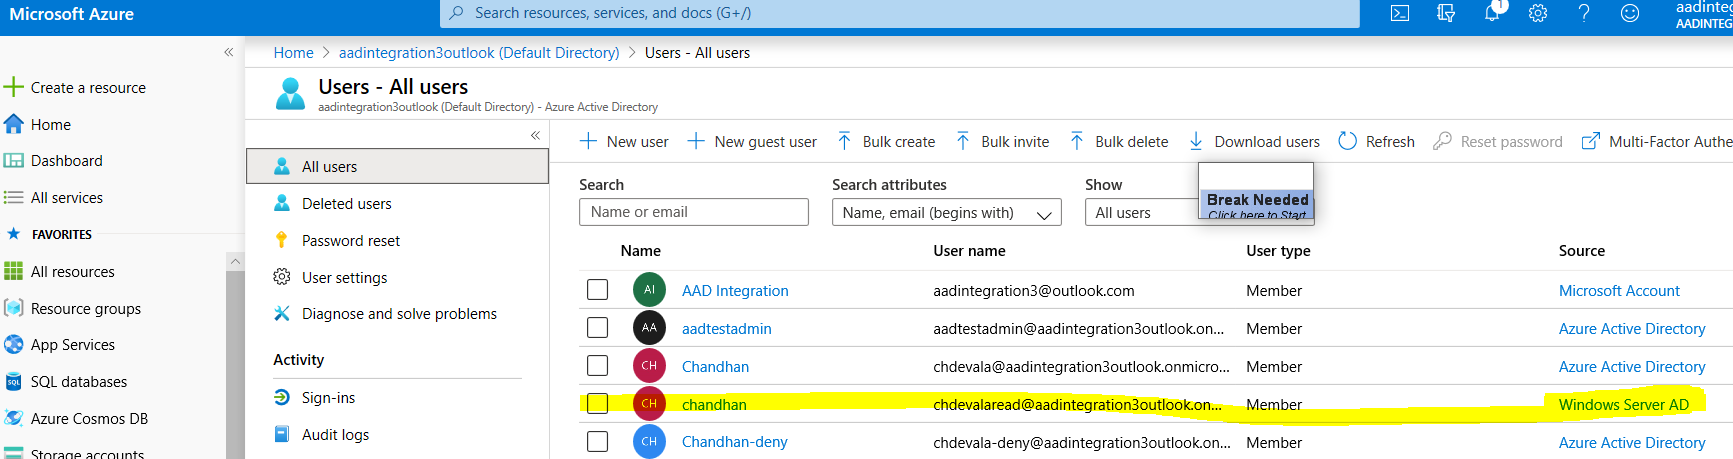 Microsoft Azure
Search resources, services, and docs (G+/)
1
aadinteg
AADINTEG
Create a resource
Home
Dashboard
All services
FAVORITES
All resources
Resource groups
App Services
SQL databases
Azure Cosmos DB
Storage accounts
Home > aadintegration3outlook (Default Directory) > Users - All users
Users - All users
aadintegration3outlook (Default Directory) - Azure Active Directory
All users
Deleted users
Password reset
User settings
Diagnose and solve problems
Activity
Sign-ins
Audit logs
New user New guest user Bulk create Bulk invite Bulk delete Download users Refresh Reset password Multi-Factor Authe
Search Search attributes Show
Name or email Name, email (begins with) All users
Break Needed
Click here to Start
Name User name User type Source
AI AAD Integration aadintegration3@outlook.com Member Microsoft Account
AA aadtestadmin aadtestadmin@aadintegration3outlook.on... Member Azure Active Directory
CH Chandhan chdevala@aadintegration3outlook.onmicro... Member Azure Active Directory
CH chandhan chdevalaread@aadintegration3outlook.on... Member Windows Server AD
CH Chandhan-deny chdevala-deny@aadintegration3outlook.on... Member Azure Active Directory